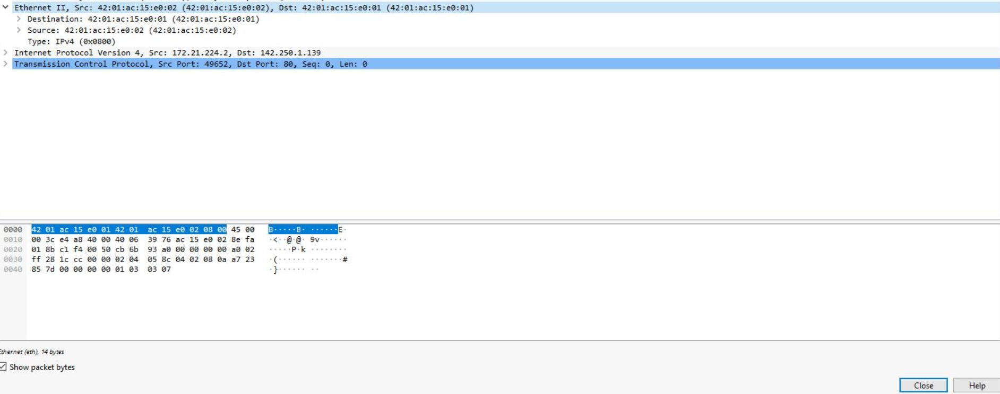 Ethernet II, Src: 42:01:ac:15:e0:02 (42:01:ac:15:e0:02), Dst: 42:01:ac:15:e0:01 (42:01:ac:15:e0:01)
Destination: 42:01:ac:15:e0:01 (42:01:ac:15:e0:01)
Source: 42:01:ac:15:e0:02 (42:01:ac:15:e0:02)
Type: IPv4 (0x0800)
Internet Protocol Version 4, Src: 172.21.224.2, Dst: 142.250.1.139
Transmission Control Protocol, Src Port: 49652, Dst Port: 80, Seq: 0, Len: 0
0000 42 01 ac 15 e0 01 42 01 ac 15 e0 02 08 00 45 00 B·····B· ······E·
0010 00 3c e4 a8 40 00 40 06 39 76 ac 15 e0 02 8e fa ·<··@·@· 9v······
0020 01 8b c1 f4 00 50 cb 6b 93 a0 00 00 00 00 a0 02 ·····P·k ········
0030 ff 28 1c cc 00 00 02 04 05 8c 04 02 08 0a a7 23 ·(······ ·······#
0040 85 7d 00 00 00 00 01 03 03 07 ·}······ ··
Ethernet (eth), 14 bytes
Show packet bytes
Close Help